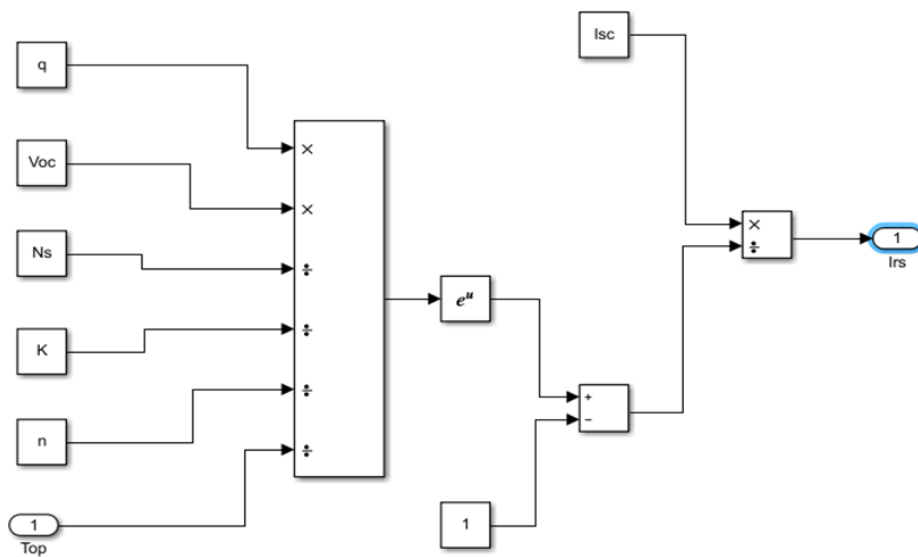 Isc
q
×
Voc
×
Ns
÷
K
÷
n
÷
1
Top
÷
e^u
+
−
1
×
÷
1
Irs